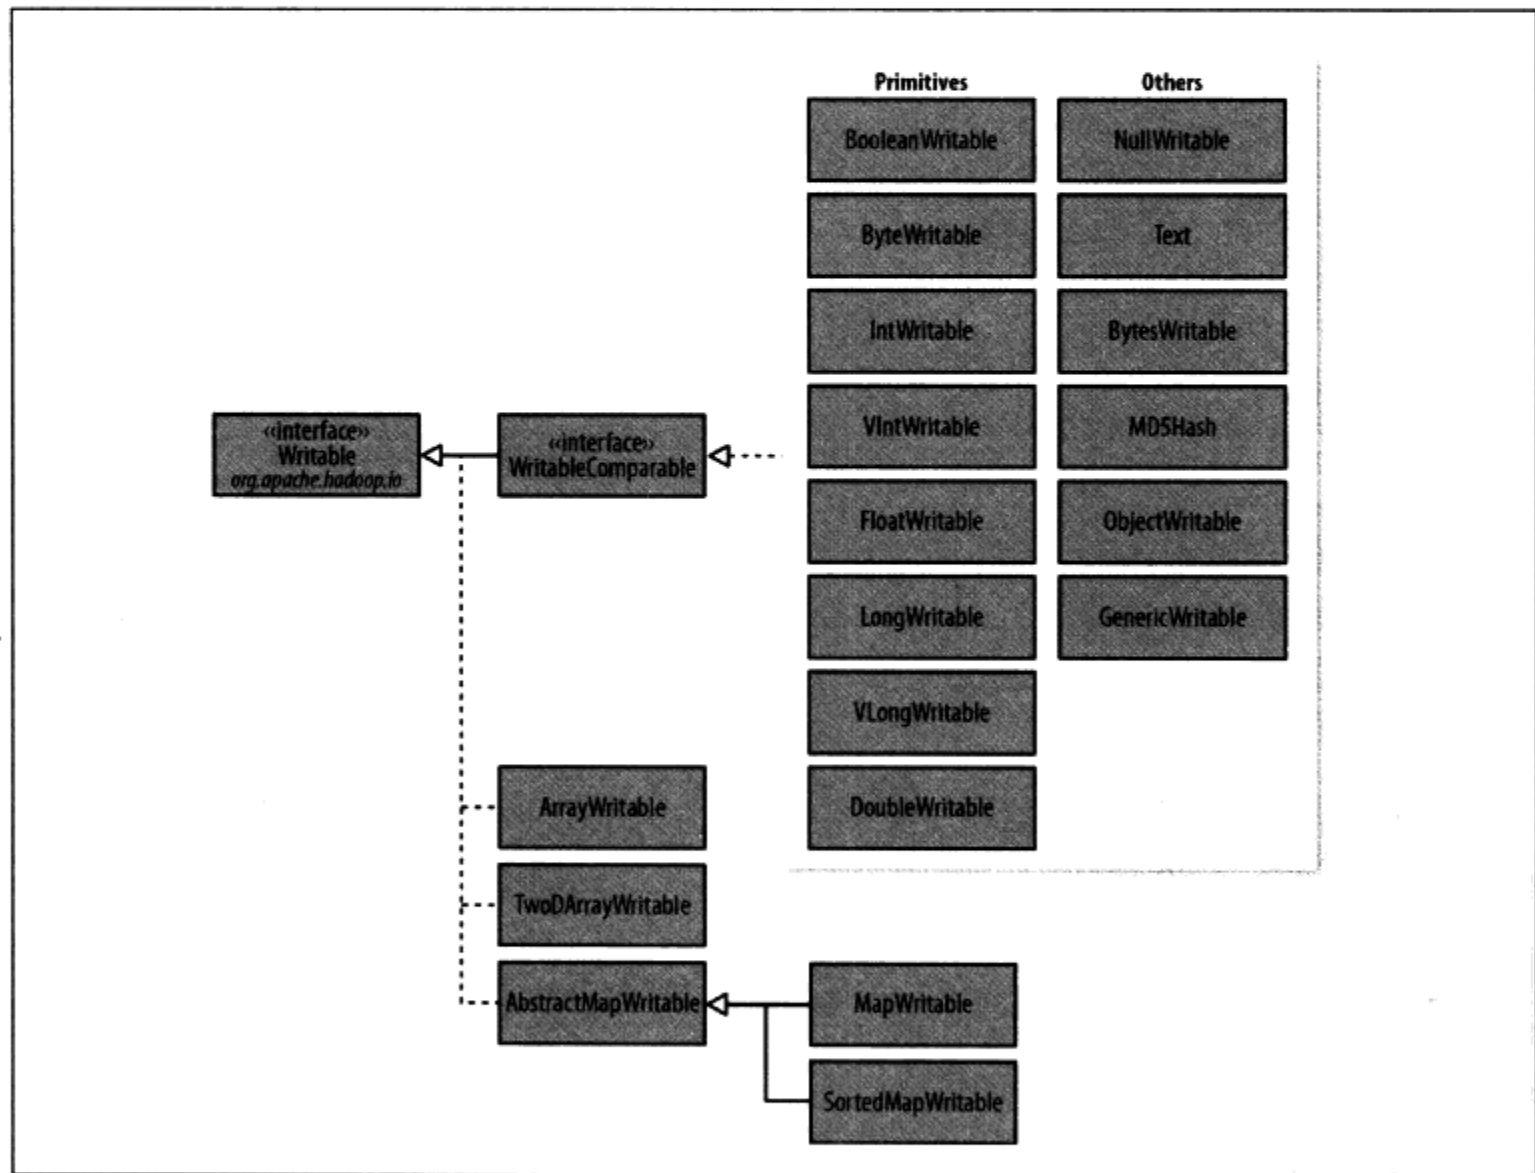 Primitives
Others
BooleanWritable
NullWritable
ByteWritable
Text
IntWritable
BytesWritable
«interface»
Writable
org.apache.hadoop.io
«interface»
WritableComparable
VIntWritable
MD5Hash
FloatWritable
ObjectWritable
LongWritable
GenericWritable
VLongWritable
ArrayWritable
DoubleWritable
TwoDArrayWritable
AbstractMapWritable
MapWritable
SortedMapWritable